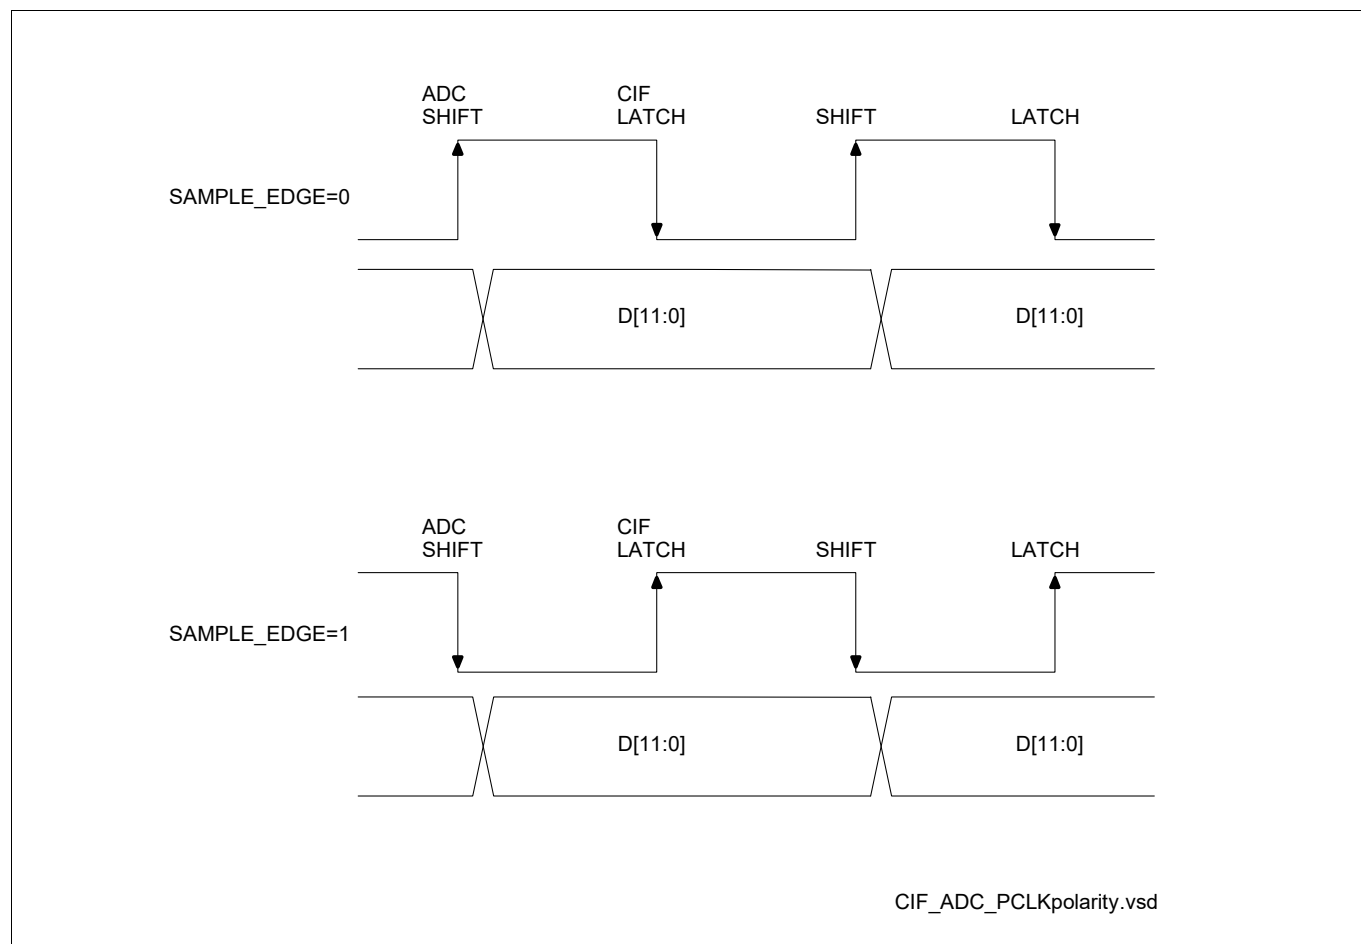 ADC
SHIFT
CIF
LATCH
SHIFT
LATCH
SAMPLE_EDGE=0
D[11:0]
D[11:0]
ADC
SHIFT
CIF
LATCH
SHIFT
LATCH
SAMPLE_EDGE=1
D[11:0]
D[11:0]
CIF_ADC_PCLKpolarity.vsd